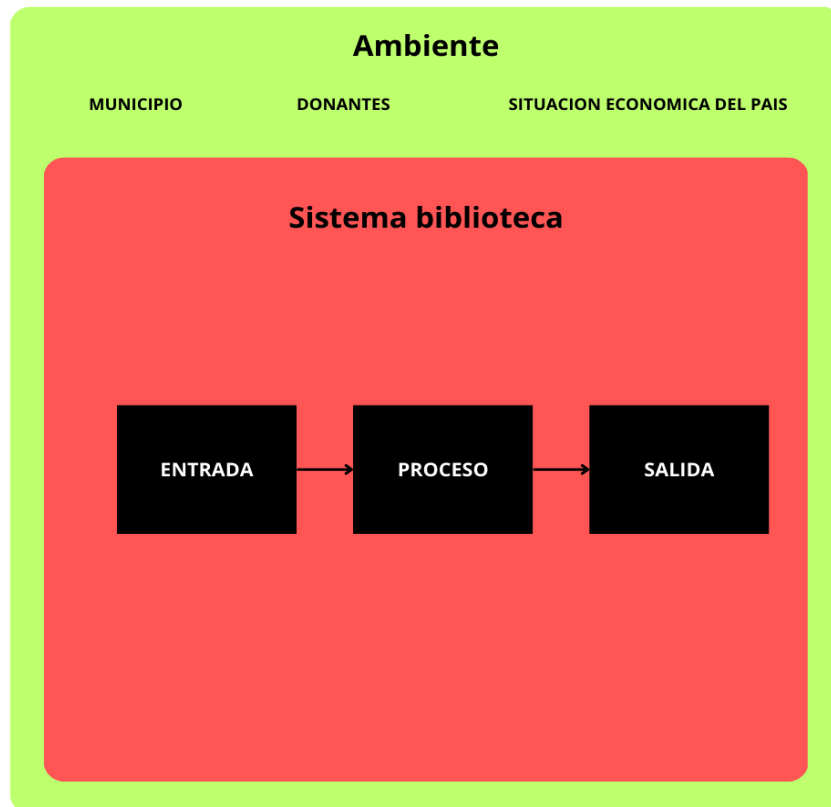 Ambiente
MUNICIPIO DONANTES SITUACION ECONOMICA DEL PAIS
Sistema biblioteca
ENTRADA PROCESO SALIDA